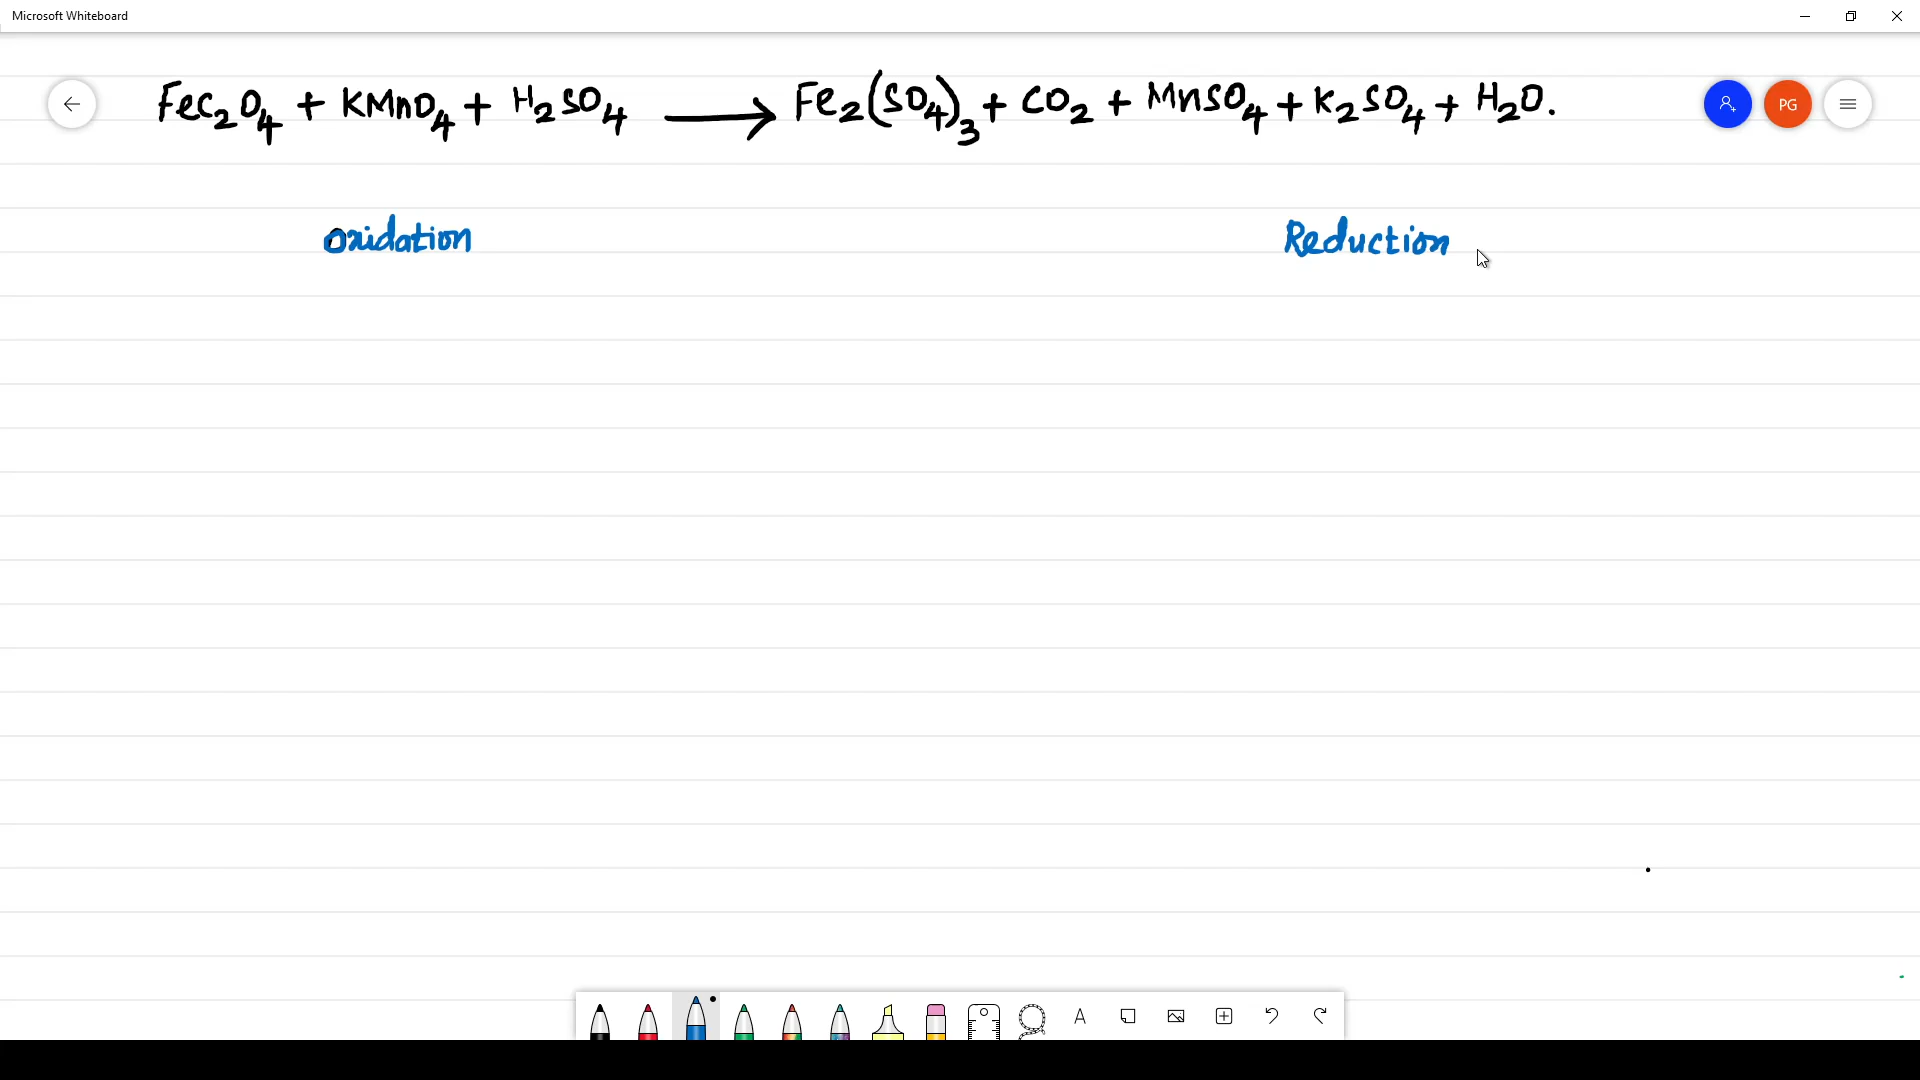 Microsoft Whiteboard
FeC₂O₄ + KMnO₄ + H₂SO₄ ⟶ Fe₂(SO₄)₃ + CO₂ + MnSO₄ + K₂SO₄ + H₂O.
PG
Oxidation Reduction